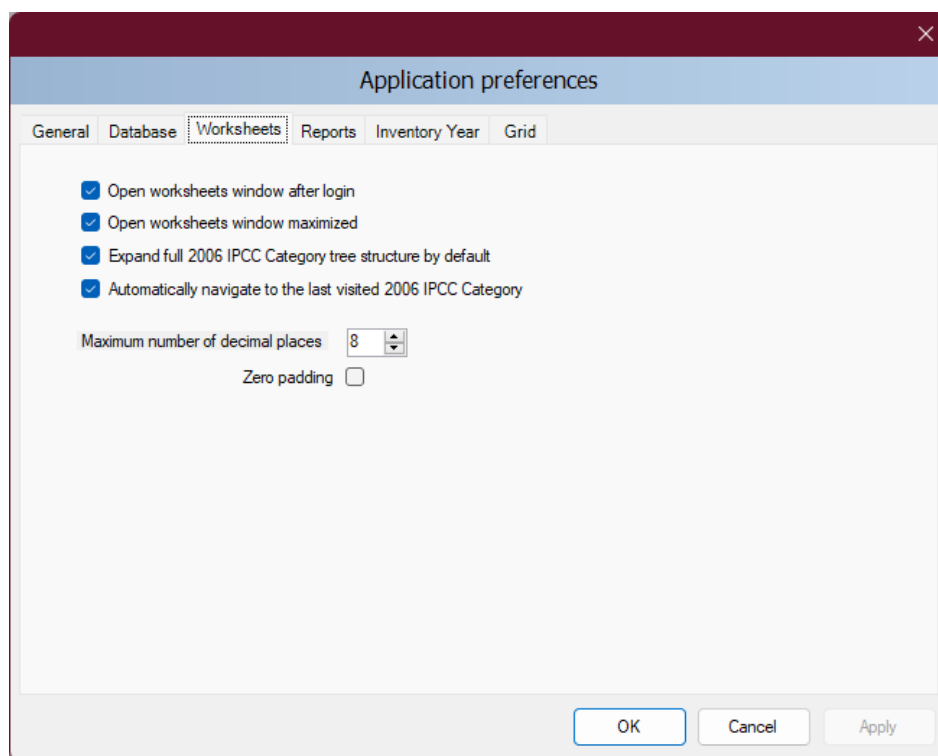 Application preferences
General Database Worksheets Reports Inventory Year Grid
Open worksheets window after login
Open worksheets window maximized
Expand full 2006 IPCC Category tree structure by default
Automatically navigate to the last visited 2006 IPCC Category
Maximum number of decimal places 8
Zero padding
OK Cancel Apply